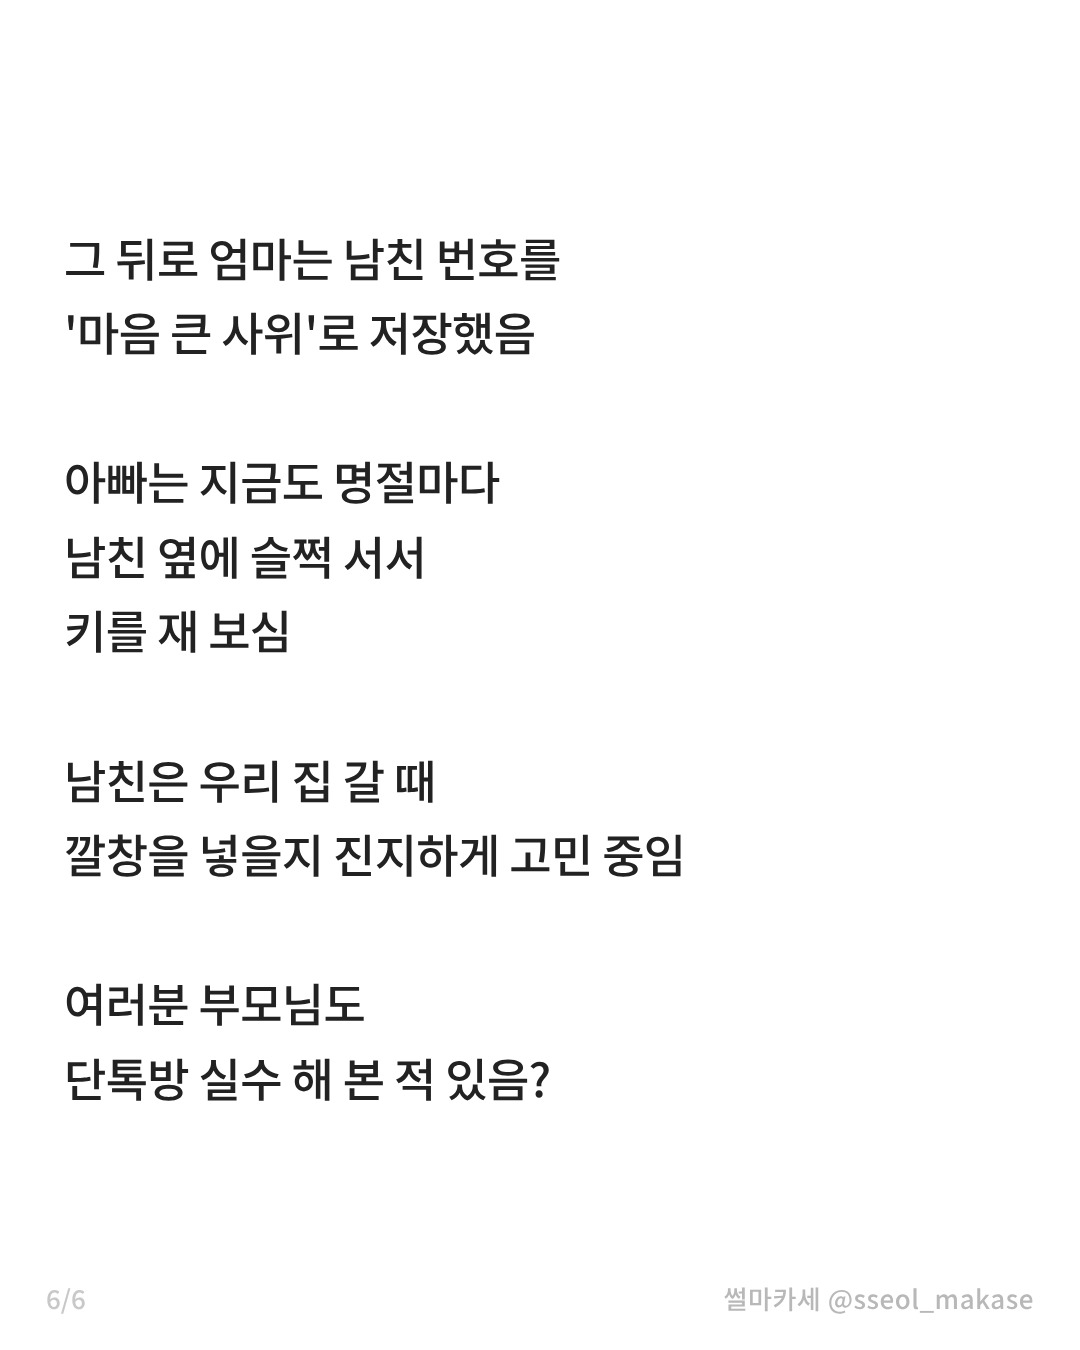 그 뒤로 엄마는 남친 번호를
'마음 큰 사위'로 저장했음
아빠는 지금도 명절마다
남친 옆에 슬쩍 서서
키를 재 보심
남친은 우리 집 갈 때
깔창을 넣을지 진지하게 고민 중임
여러분 부모님도
단톡방 실수 해 본 적 있음?
6/6
썰마카세 @sseol_makase